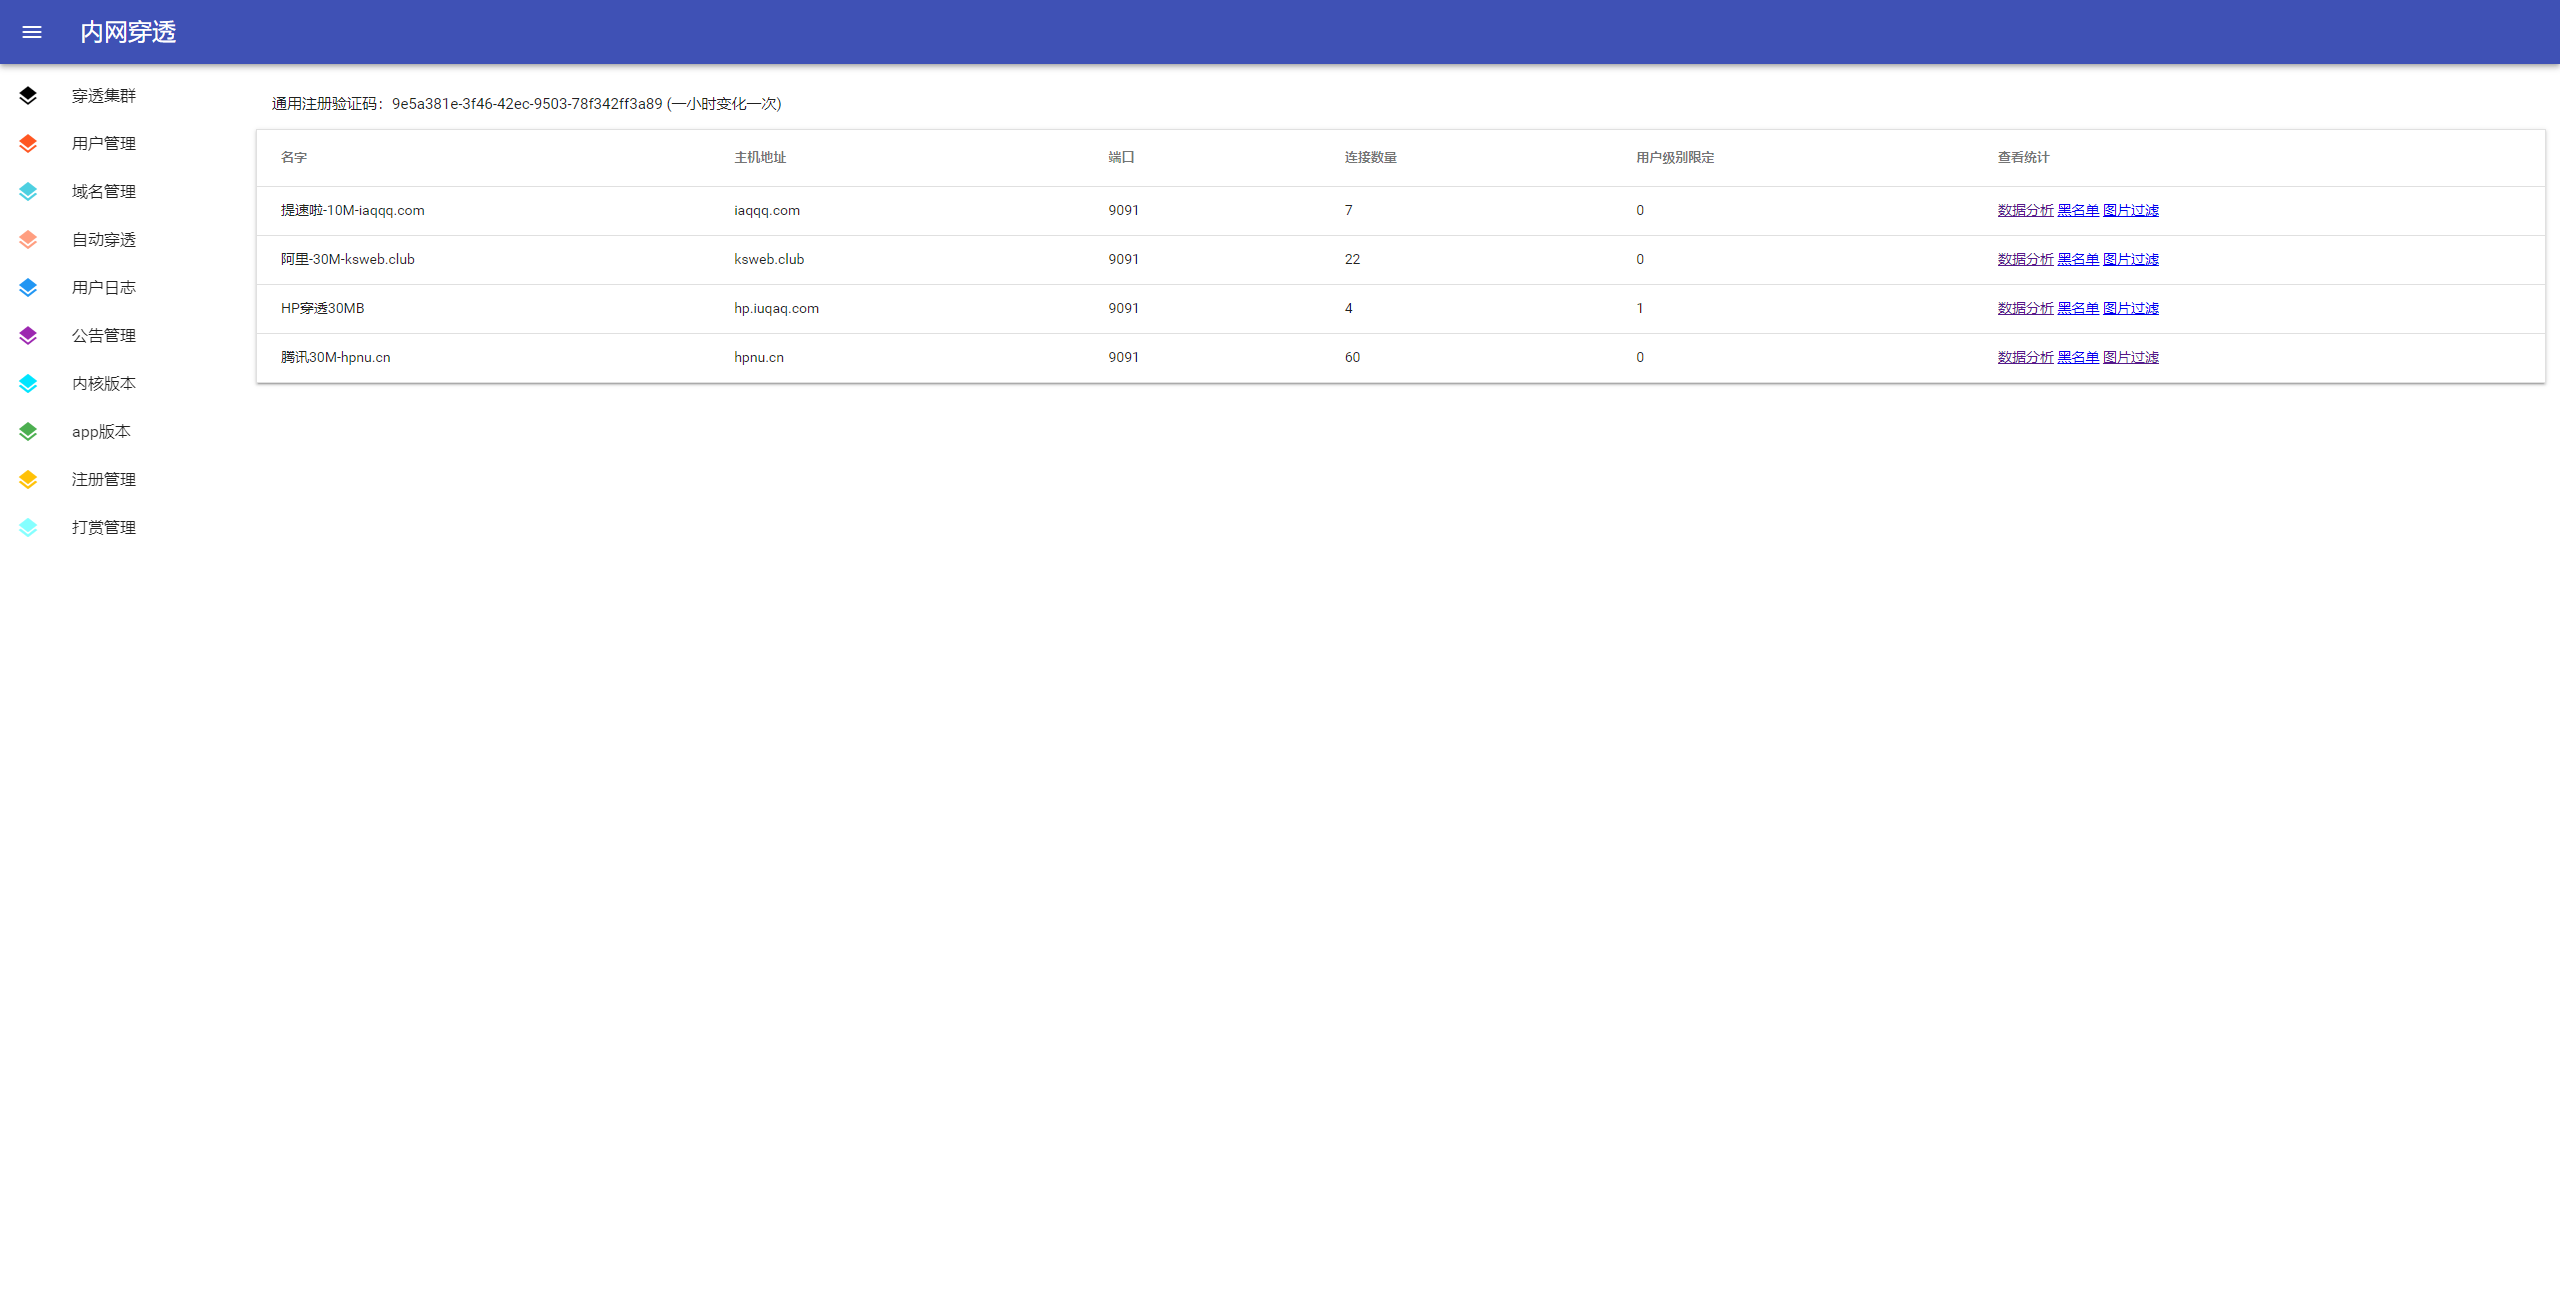 内网穿透
穿透集群
用户管理
域名管理
自动穿透
用户日志
公告管理
内核版本
app版本
注册管理
打赏管理
通用注册验证码：9e5a381e-3f46-42ec-9503-78f342ff3a89 (一小时变化一次)
名字 主机地址 端口 连接数量 用户级别限定 查看统计
提速啦-10M-iaqqq.com iaqqq.com 9091 7 0 数据分析 黑名单 图片过滤
阿里-30M-ksweb.club ksweb.club 9091 22 0 数据分析 黑名单 图片过滤
HP穿透30MB hp.iuqaq.com 9091 4 1 数据分析 黑名单 图片过滤
腾讯30M-hpnu.cn hpnu.cn 9091 60 0 数据分析 黑名单 图片过滤